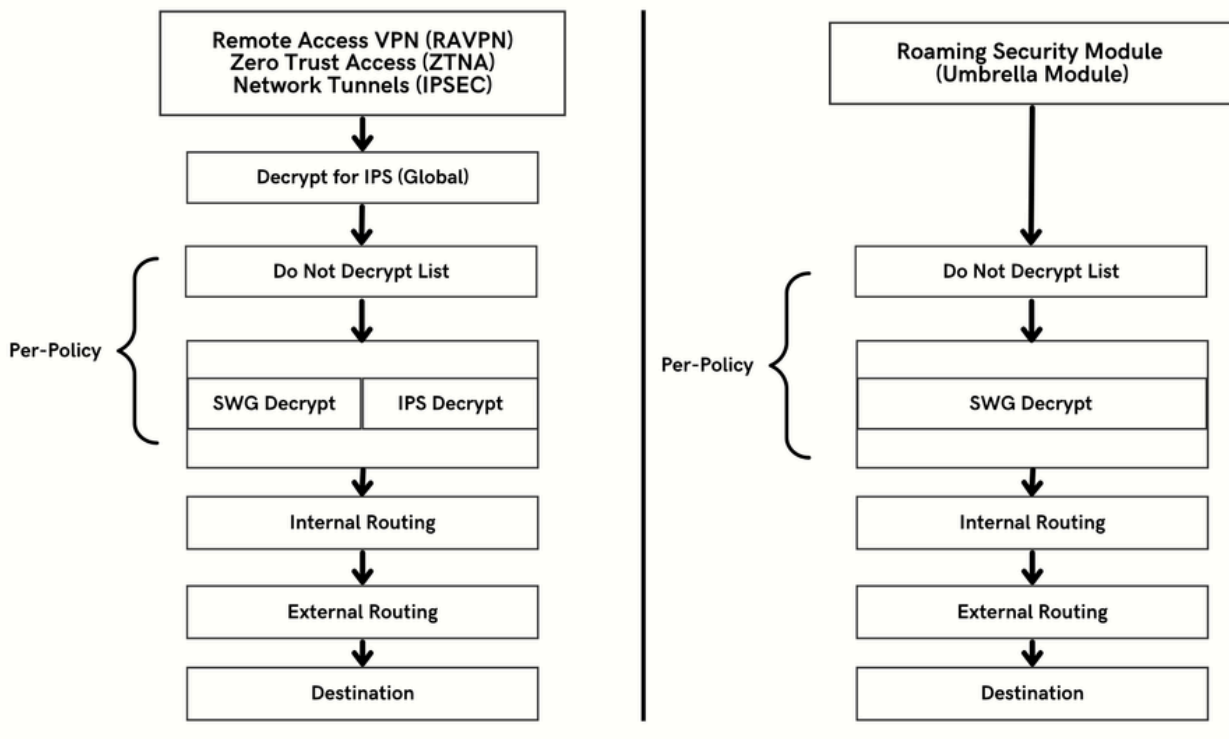 Remote Access VPN (RAVPN)
Zero Trust Access (ZTNA)
Network Tunnels (IPSEC)
Decrypt for IPS (Global)
Do Not Decrypt List
Per-Policy
SWG Decrypt
IPS Decrypt
Internal Routing
External Routing
Destination
Roaming Security Module
(Umbrella Module)
Do Not Decrypt List
Per-Policy
SWG Decrypt
Internal Routing
External Routing
Destination